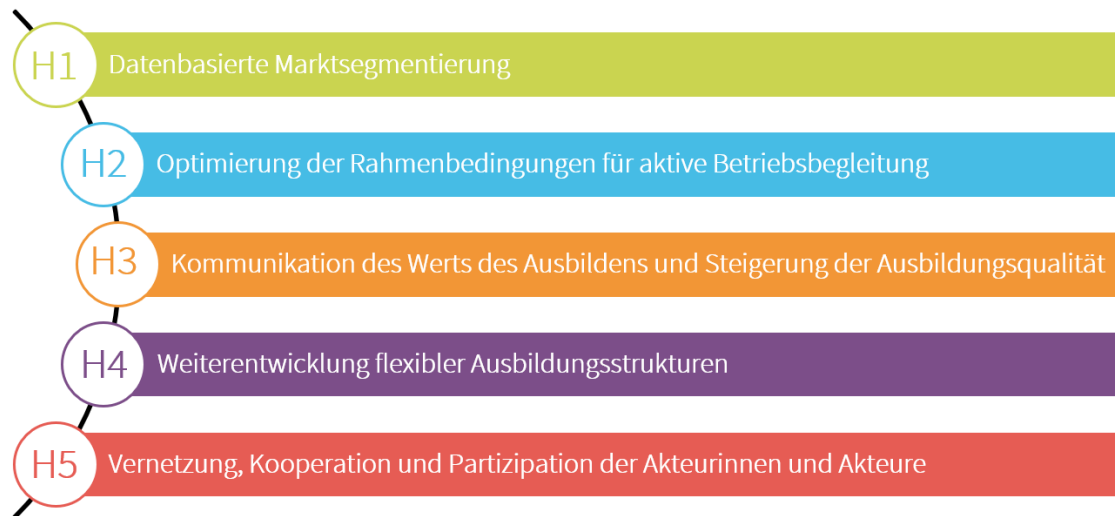 H1 Datenbasierte Marktsegmentierung
H2 Optimierung der Rahmenbedingungen für aktive Betriebsbegleitung
H3 Kommunikation des Werts des Ausbildens und Steigerung der Ausbildungsqualität
H4 Weiterentwicklung flexibler Ausbildungsstrukturen
H5 Vernetzung, Kooperation und Partizipation der Akteurinnen und Akteure